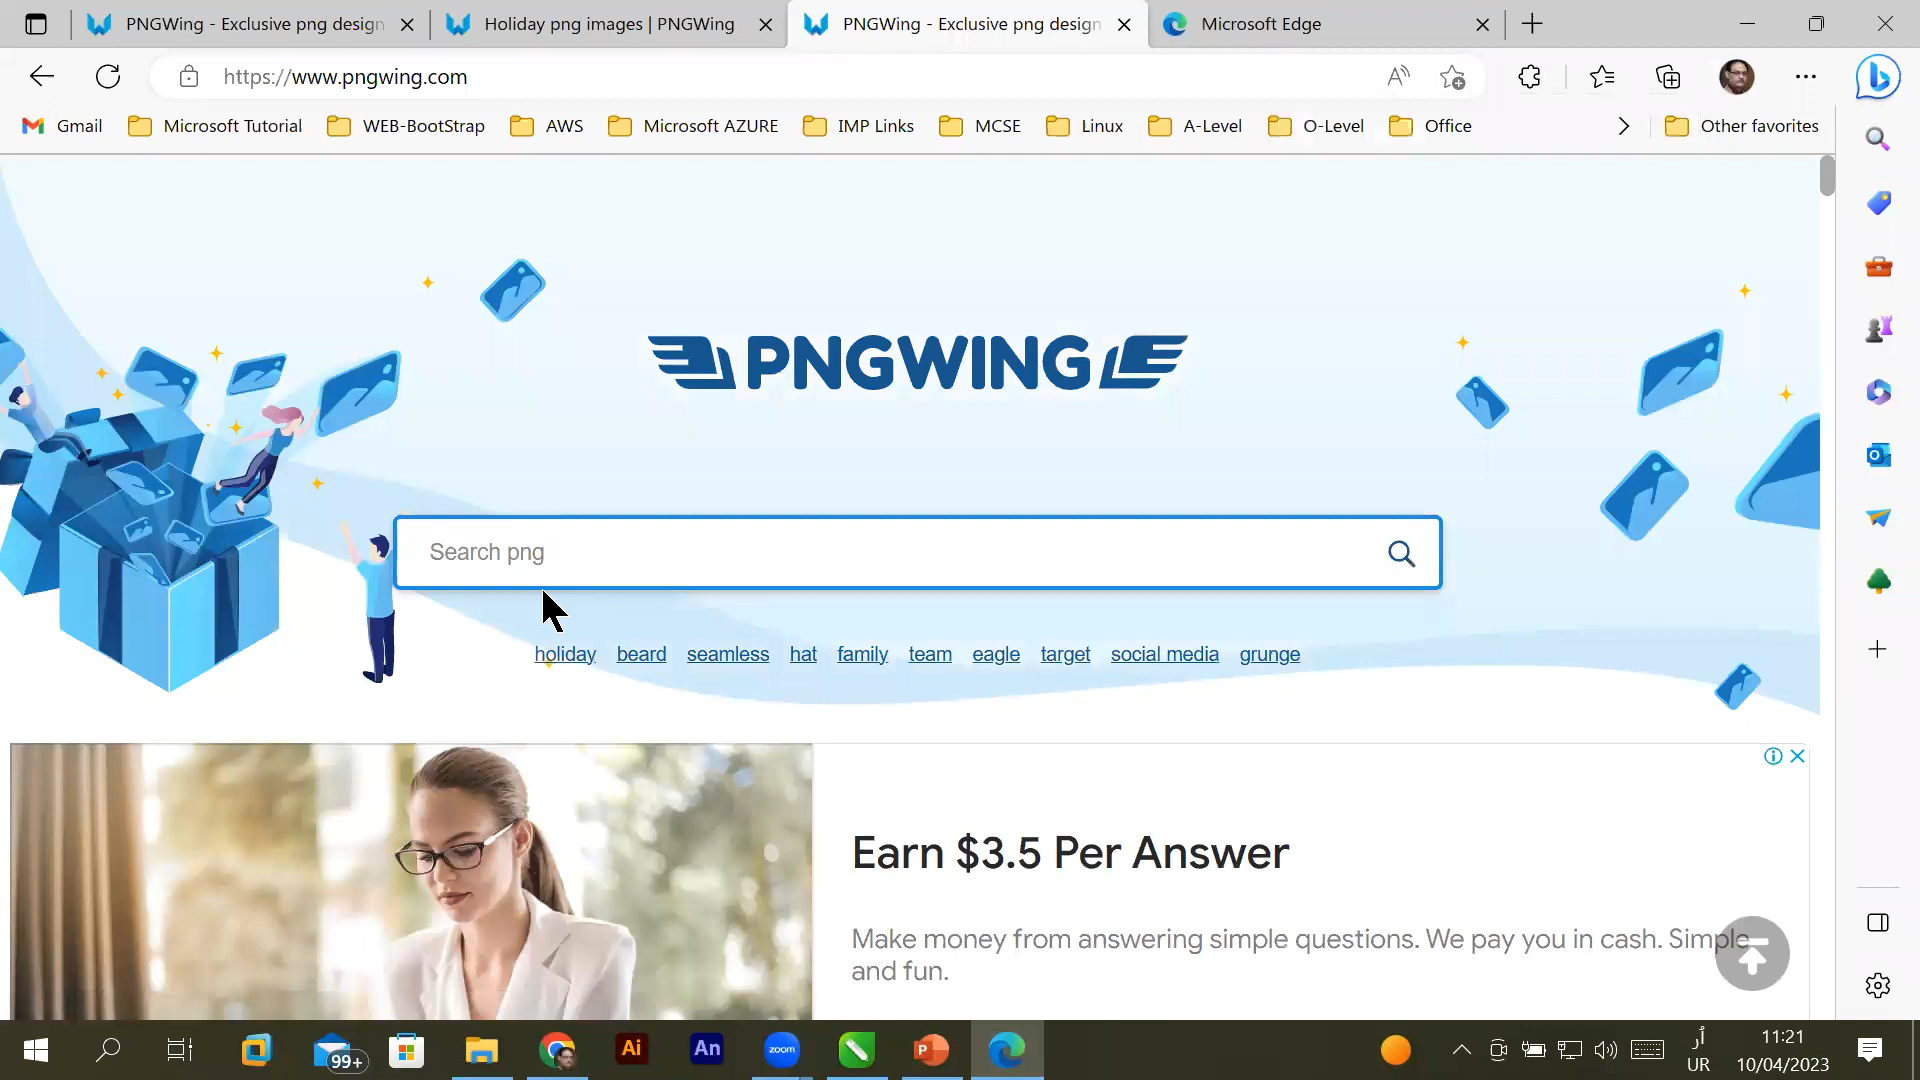 PNGWing - Exclusive png design
Holiday png images | PNGWing
PNGWing - Exclusive png design
Microsoft Edge
https://www.pngwing.com
Gmail
Microsoft Tutorial
WEB-BootStrap
AWS
Microsoft AZURE
IMP Links
MCSE
Linux
A-Level
O-Level
Office
Other favorites
PNGWING
Search png
holiday beard seamless hat family team eagle target social media grunge
Earn $3.5 Per Answer
Make money from answering simple questions. We pay you in cash. Simple
and fun.
99+
Ai
An
zoom
P
UR
11:21
10/04/2023